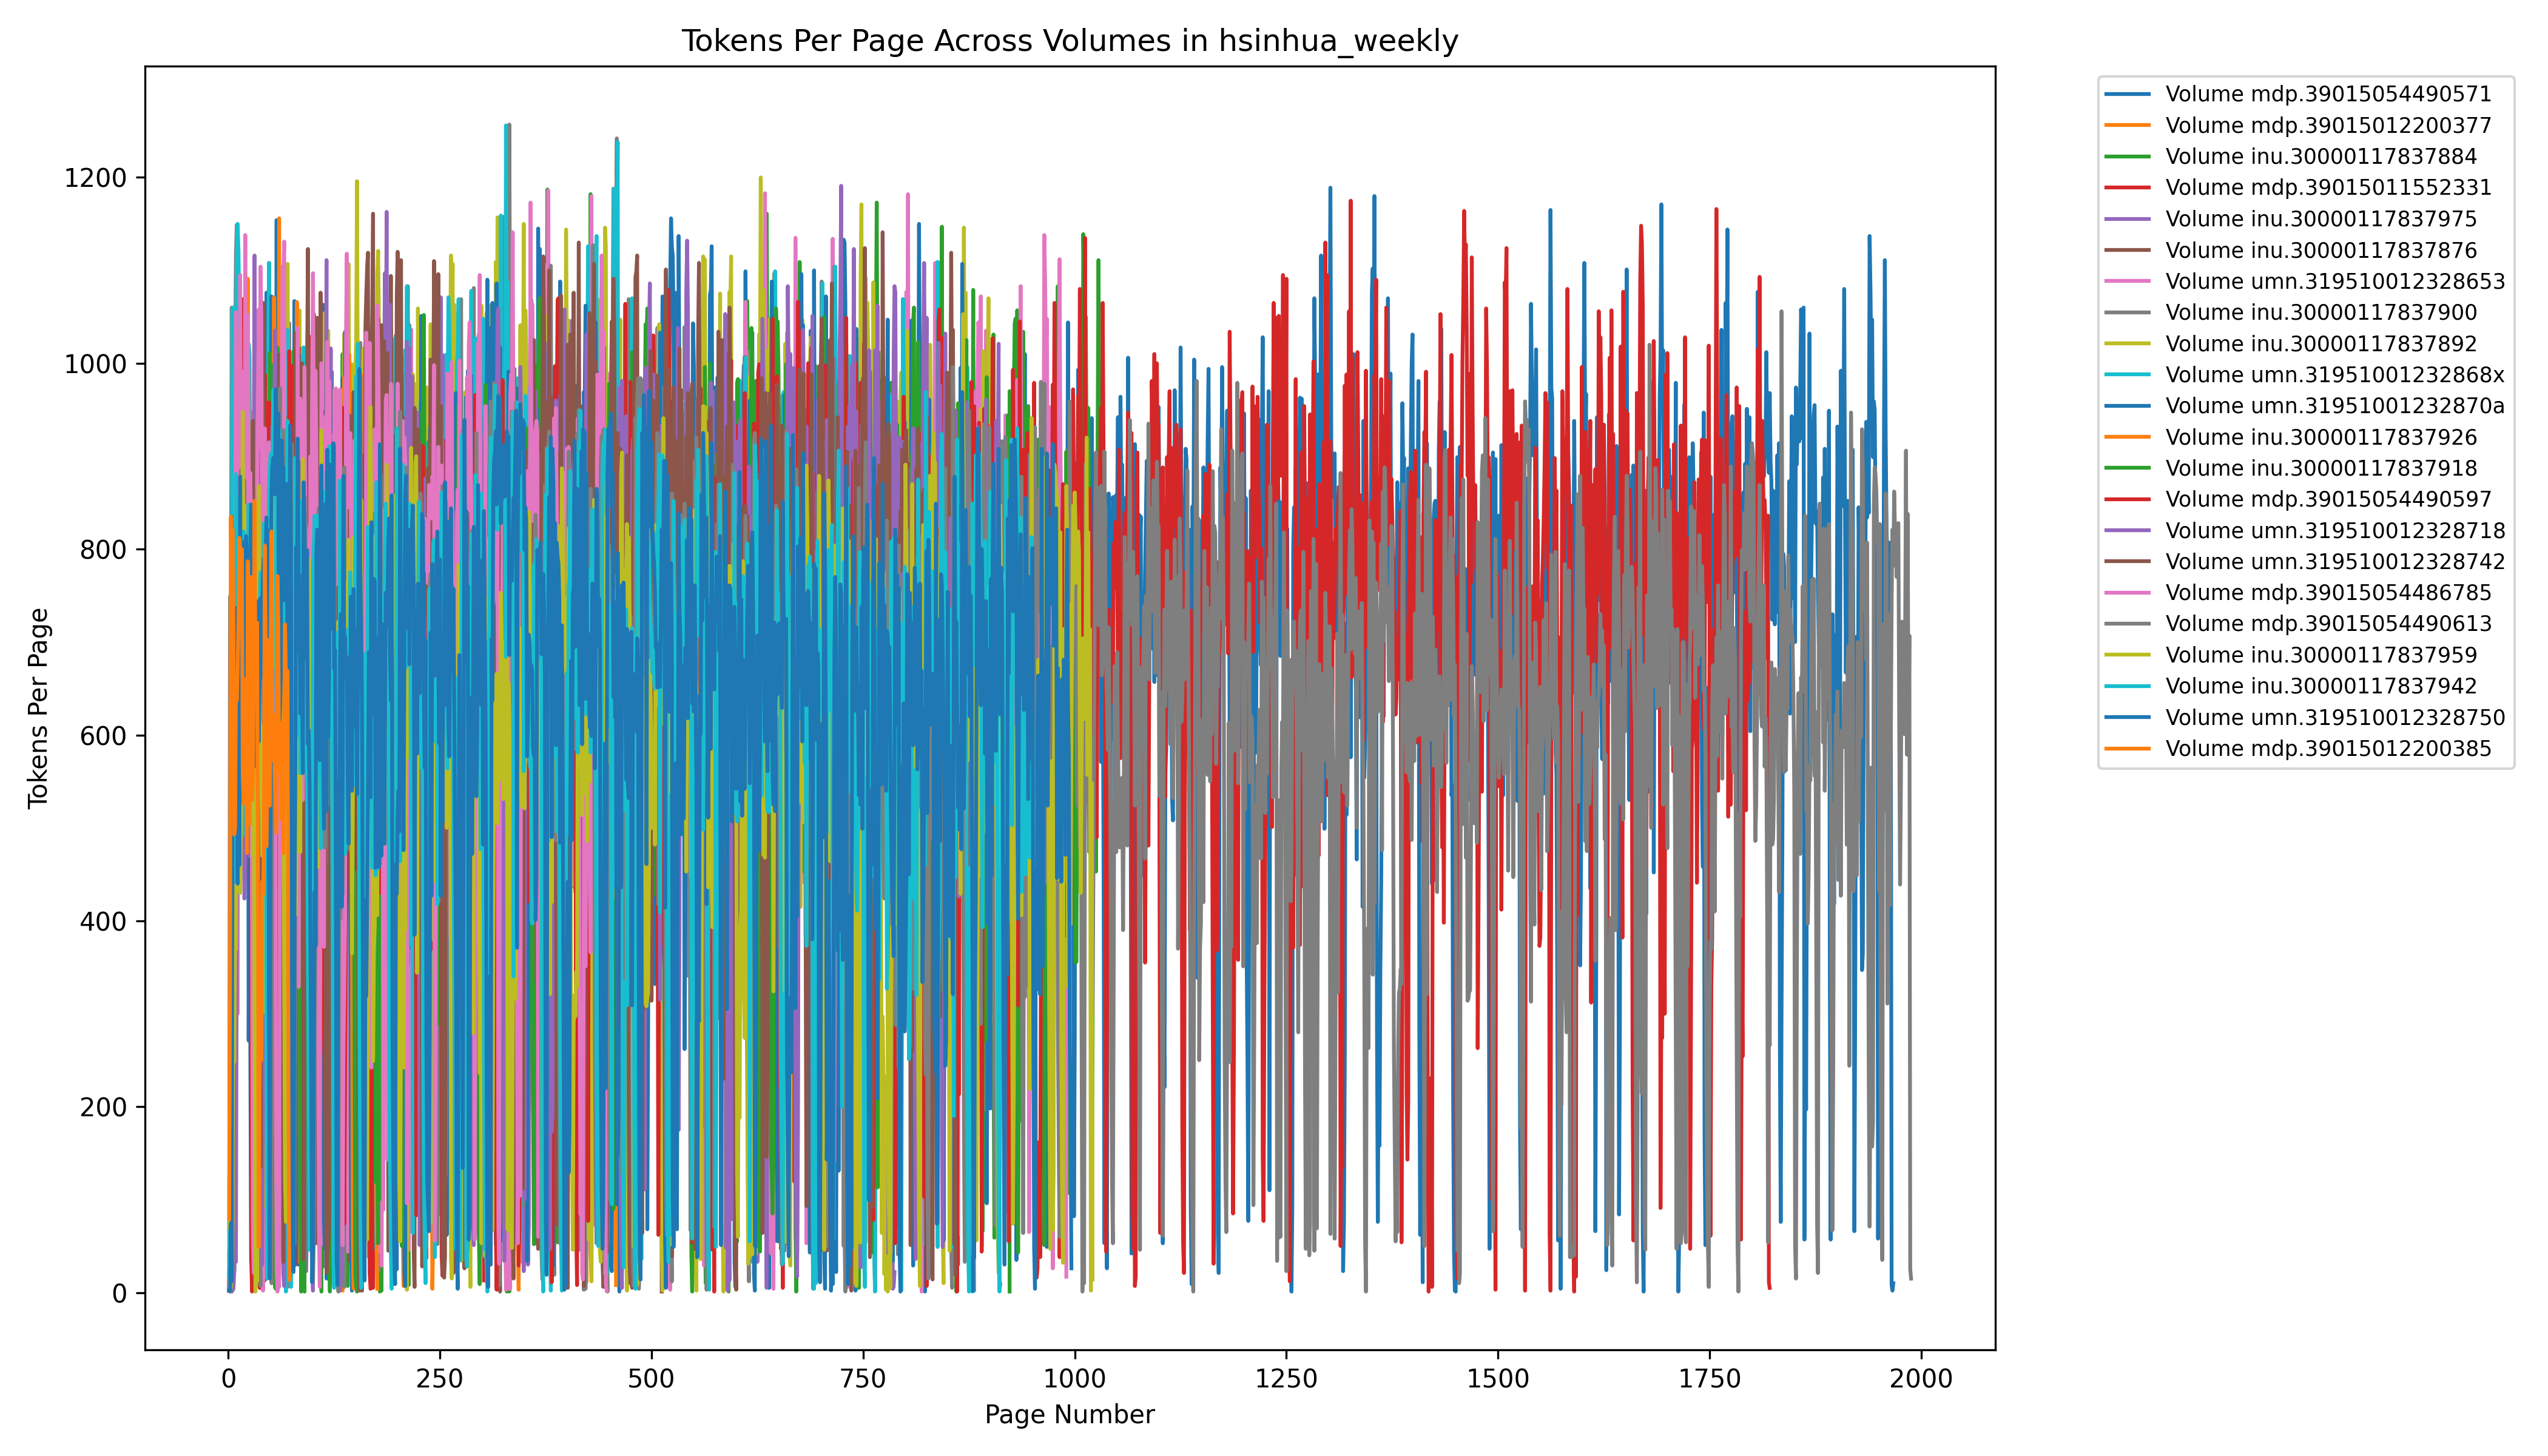 Tokens Per Page Across Volumes in hsinhua_weekly
Tokens Per Page
1200
1000
800
600
400
200
0
0 250 500 750 1000 1250 1500 1750 2000
Page Number
Volume mdp.39015054490571
Volume mdp.39015012200377
Volume inu.30000117837884
Volume mdp.39015011552331
Volume inu.30000117837975
Volume inu.30000117837876
Volume umn.319510012328653
Volume inu.30000117837900
Volume inu.30000117837892
Volume umn.31951001232868x
Volume umn.31951001232870a
Volume inu.30000117837926
Volume inu.30000117837918
Volume mdp.39015054490597
Volume umn.319510012328718
Volume umn.319510012328742
Volume mdp.39015054486785
Volume mdp.39015054490613
Volume inu.30000117837959
Volume inu.30000117837942
Volume umn.319510012328750
Volume mdp.39015012200385